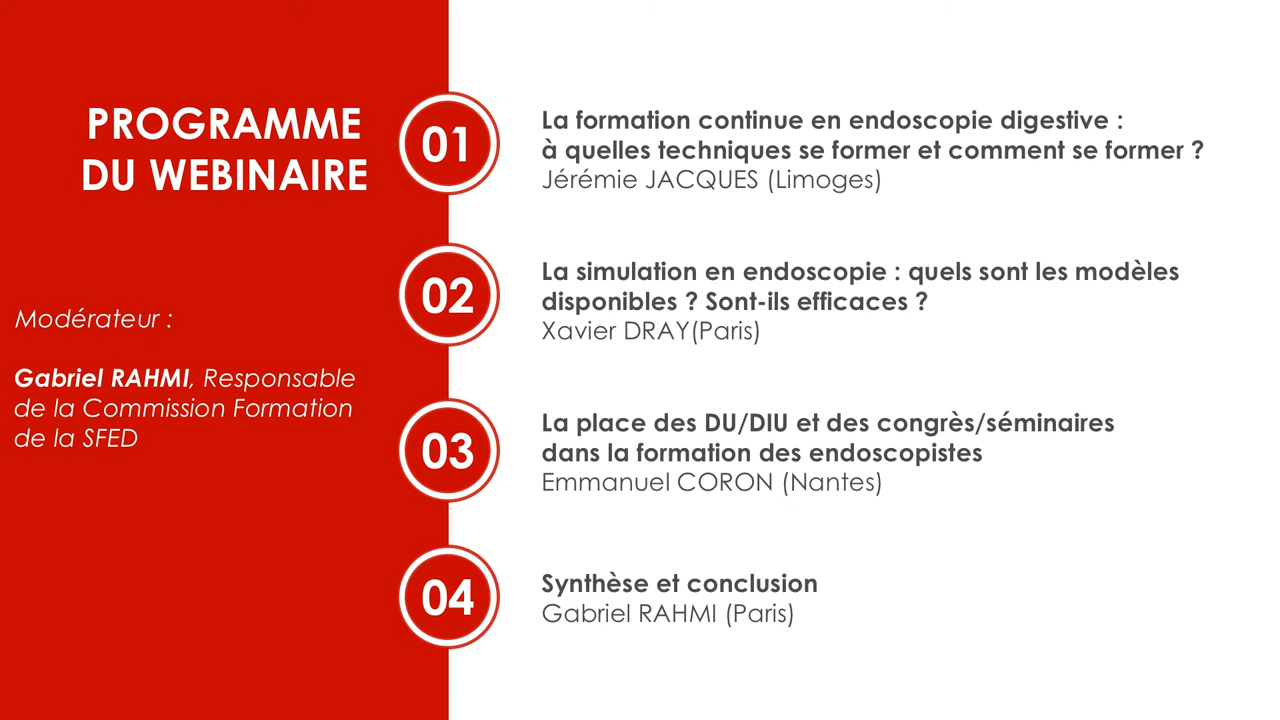 PROGRAMME
DU WEBINAIRE
Modérateur :
Gabriel RAHMI, Responsable
de la Commission Formation
de la SFED
01
La formation continue en endoscopie digestive :
à quelles techniques se former et comment se former ?
Jérémie JACQUES (Limoges)
02
La simulation en endoscopie : quels sont les modèles
disponibles ? Sont-ils efficaces ?
Xavier DRAY(Paris)
03
La place des DU/DIU et des congrès/séminaires
dans la formation des endoscopistes
Emmanuel CORON (Nantes)
04
Synthèse et conclusion
Gabriel RAHMI (Paris)